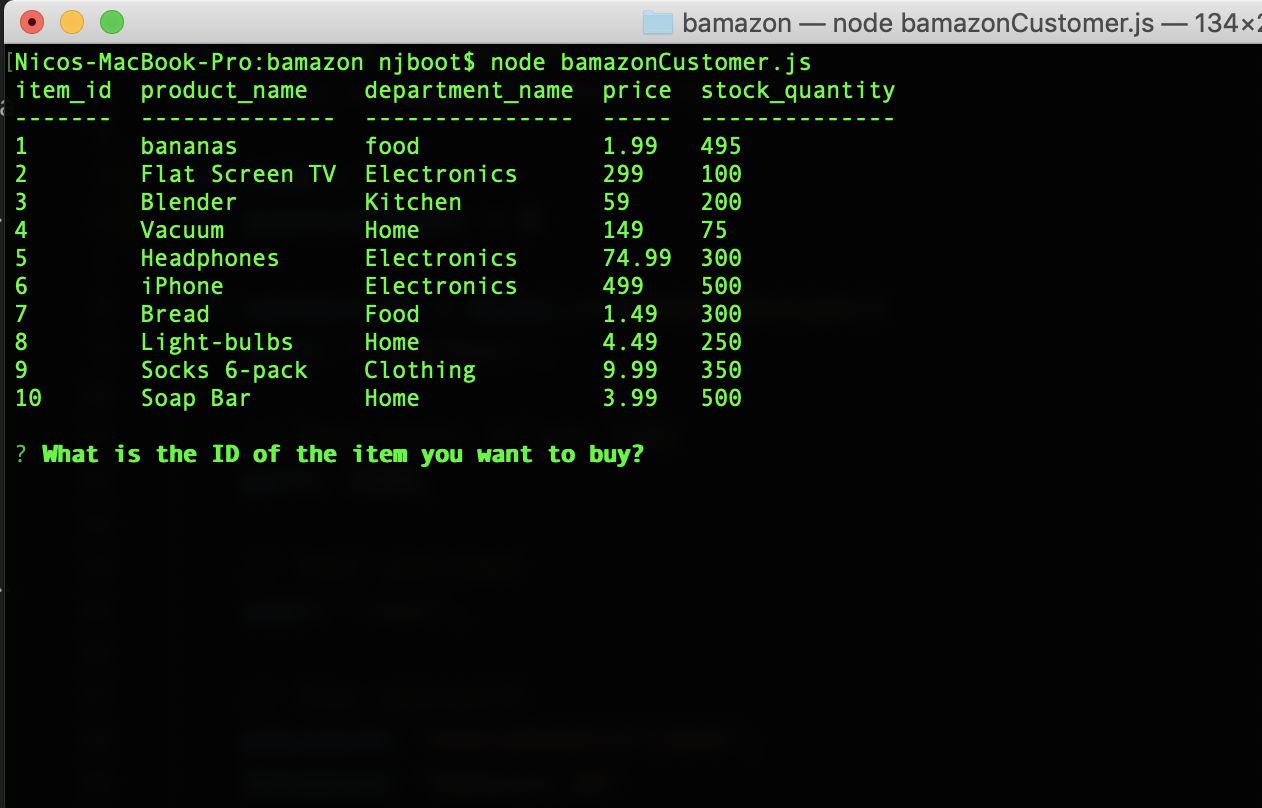 bamazon — node bamazonCustomer.js — 134×2
[Nicos-MacBook-Pro:bamazon njboot$ node bamazonCustomer.js
item_id  product_name    department_name  price  stock_quantity
-------  --------------  ---------------  -----  --------------
1        bananas         food             1.99   495
2        Flat Screen TV  Electronics      299    100
3        Blender         Kitchen          59     200
4        Vacuum          Home             149    75
5        Headphones      Electronics      74.99  300
6        iPhone          Electronics      499    500
7        Bread           Food             1.49   300
8        Light-bulbs     Home             4.49   250
9        Socks 6-pack    Clothing         9.99   350
10       Soap Bar        Home             3.99   500
? What is the ID of the item you want to buy?